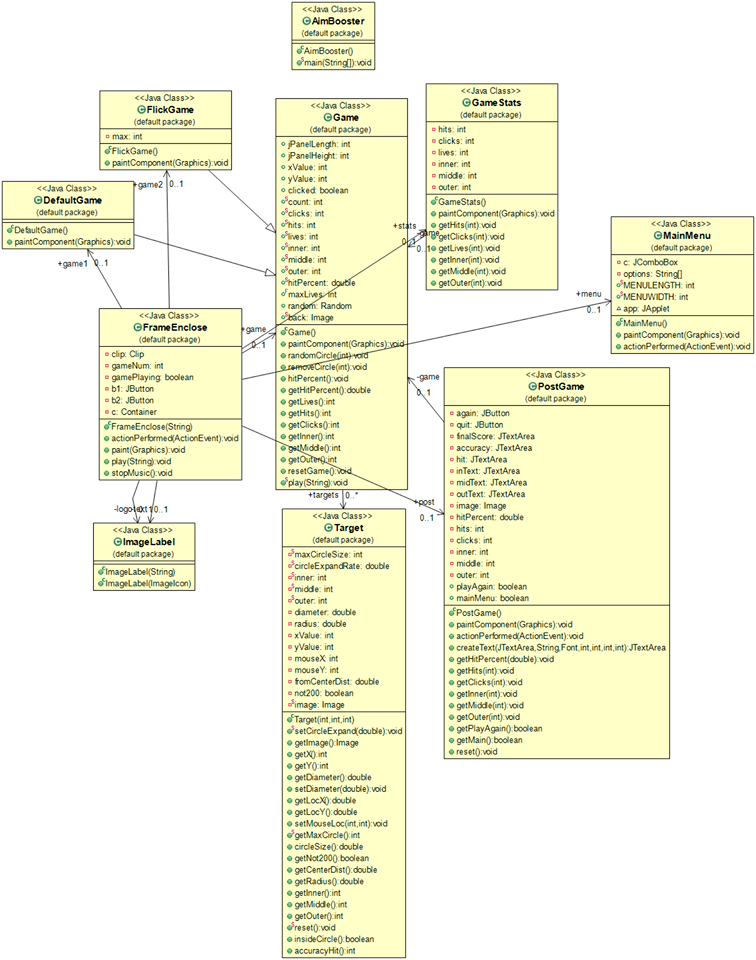 <<Java Class>>
AimBooster
(default package)
AimBooster()
main(String[]):void
<<Java Class>>
FlickGame
(default package)
max: int
FlickGame()
paintComponent(Graphics):void
<<Java Class>>
Game
(default package)
jPanelLength: int
jPanelHeight: int
xValue: int
yValue: int
clicked: boolean
count: int
clicks: int
hits: int
lives: int
inner: int
middle: int
outer: int
hitPercent: double
maxLives: int
random: Random
back: Image
Game()
paintComponent(Graphics):void
randomCircle(int):void
removeCircle(int):void
hitPercent():void
getHitPercent():double
getLives():int
getHits():int
getClicks():int
getInner():int
getMiddle():int
getOuter():int
resetGame():void
play(String):void
<<Java Class>>
GameStats
(default package)
hits: int
clicks: int
lives: int
inner: int
middle: int
outer: int
GameStats()
paintComponent(Graphics):void
getHits(int):void
getClicks(int):void
getLives(int):void
getInner(int):void
getMiddle(int):void
getOuter(int):void
<<Java Class>>
DefaultGame
(default package)
DefaultGame()
paintComponent(Graphics):void
+game2
0..1
+game1
0..1
+stats
0..1
-game
0..1
<<Java Class>>
MainMenu
(default package)
c: JComboBox
options: String[]
MENULENGTH: int
MENUWIDTH: int
app: JApplet
MainMenu()
paintComponent(Graphics):void
actionPerformed(ActionEvent):void
+menu
0..1
<<Java Class>>
FrameEnclose
(default package)
clip: Clip
gameNum: int
gamePlaying: boolean
b1: JButton
b2: JButton
c: Container
FrameEnclose(String)
actionPerformed(ActionEvent):void
paint(Graphics):void
play(String):void
stopMusic():void
+game
0..1
-game
0..1
<<Java Class>>
PostGame
(default package)
again: JButton
quit: JButton
finalScore: JTextArea
accuracy: JTextArea
hit: JTextArea
inText: JTextArea
midText: JTextArea
outText: JTextArea
image: Image
hitPercent: double
hits: int
clicks: int
inner: int
middle: int
outer: int
playAgain: boolean
mainMenu: boolean
PostGame()
paintComponent(Graphics):void
actionPerformed(ActionEvent):void
createText(JTextArea,String,Font,int,int,int,int):JTextArea
getHitPercent(double):void
getHits(int):void
getClicks(int):void
getInner(int):void
getMiddle(int):void
getOuter(int):void
getPlayAgain():boolean
getMain():boolean
reset():void
+targets
0..*
+post
0..1
-logo
0..1
<<Java Class>>
ImageLabel
(default package)
ImageLabel(String)
ImageLabel(ImageIcon)
<<Java Class>>
Target
(default package)
maxCircleSize: int
circleExpandRate: double
inner: int
middle: int
outer: int
diameter: double
radius: double
xValue: int
yValue: int
mouseX: int
mouseY: int
fromCenterDist: double
not200: boolean
image: Image
Target(int,int,int)
setCircleExpand(double):void
getImage():Image
getX():int
getY():int
getDiameter():double
setDiameter(double):void
getLocX():double
getLocY():double
setMouseLoc(int,int):void
getMaxCircle():int
circleSize():double
getNot200():boolean
getCenterDist():double
getRadius():double
getInner():int
getMiddle():int
getOuter():int
reset():void
insideCircle():boolean
accuracyHit():int